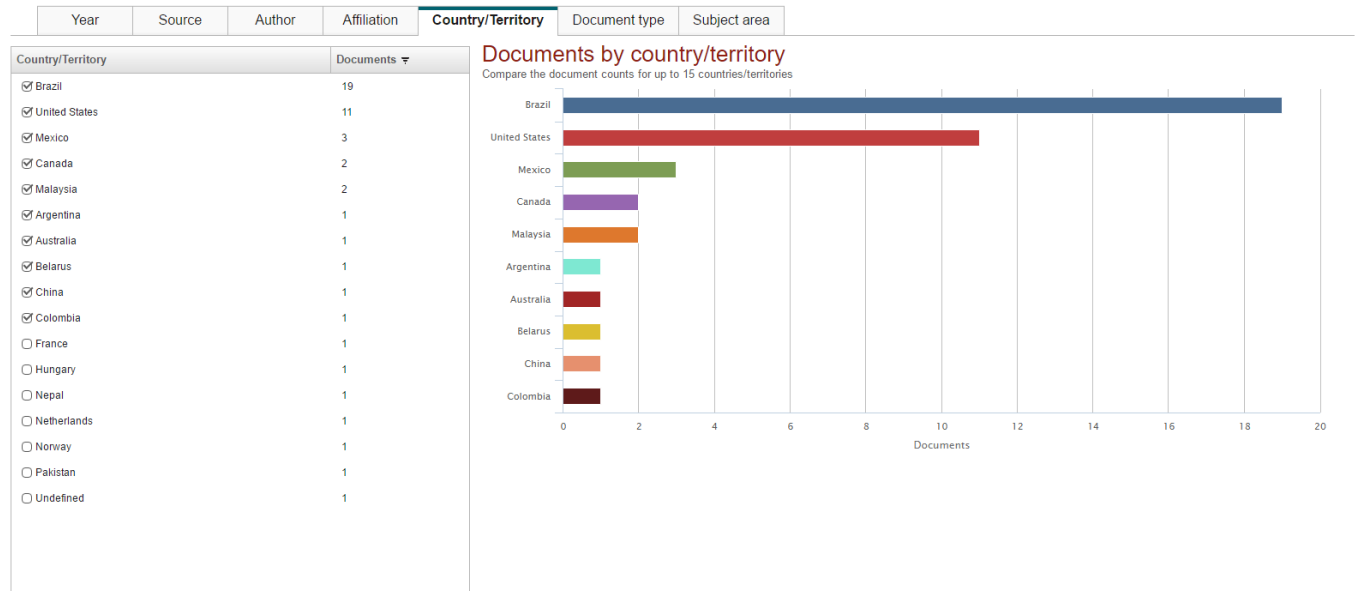 Year Source Author Affiliation Country/Territory Document type Subject area
Country/Territory Documents
Brazil 19
United States 11
Mexico 3
Canada 2
Malaysia 2
Argentina 1
Australia 1
Belarus 1
China 1
Colombia 1
France 1
Hungary 1
Nepal 1
Netherlands 1
Norway 1
Pakistan 1
Undefined 1
Documents by country/territory
Compare the document counts for up to 15 countries/territories
Brazil
United States
Mexico
Canada
Malaysia
Argentina
Australia
Belarus
China
Colombia
0 2 4 6 8 10 12 14 16 18 20
Documents